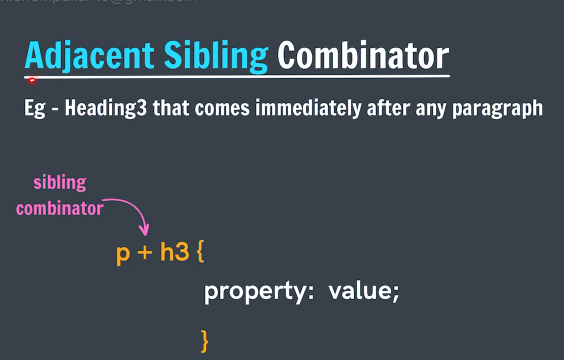 Adjacent Sibling Combinator
Eg - Heading3 that comes immediately after any paragraph
sibling
combinator
p + h3 {
property: value;
}